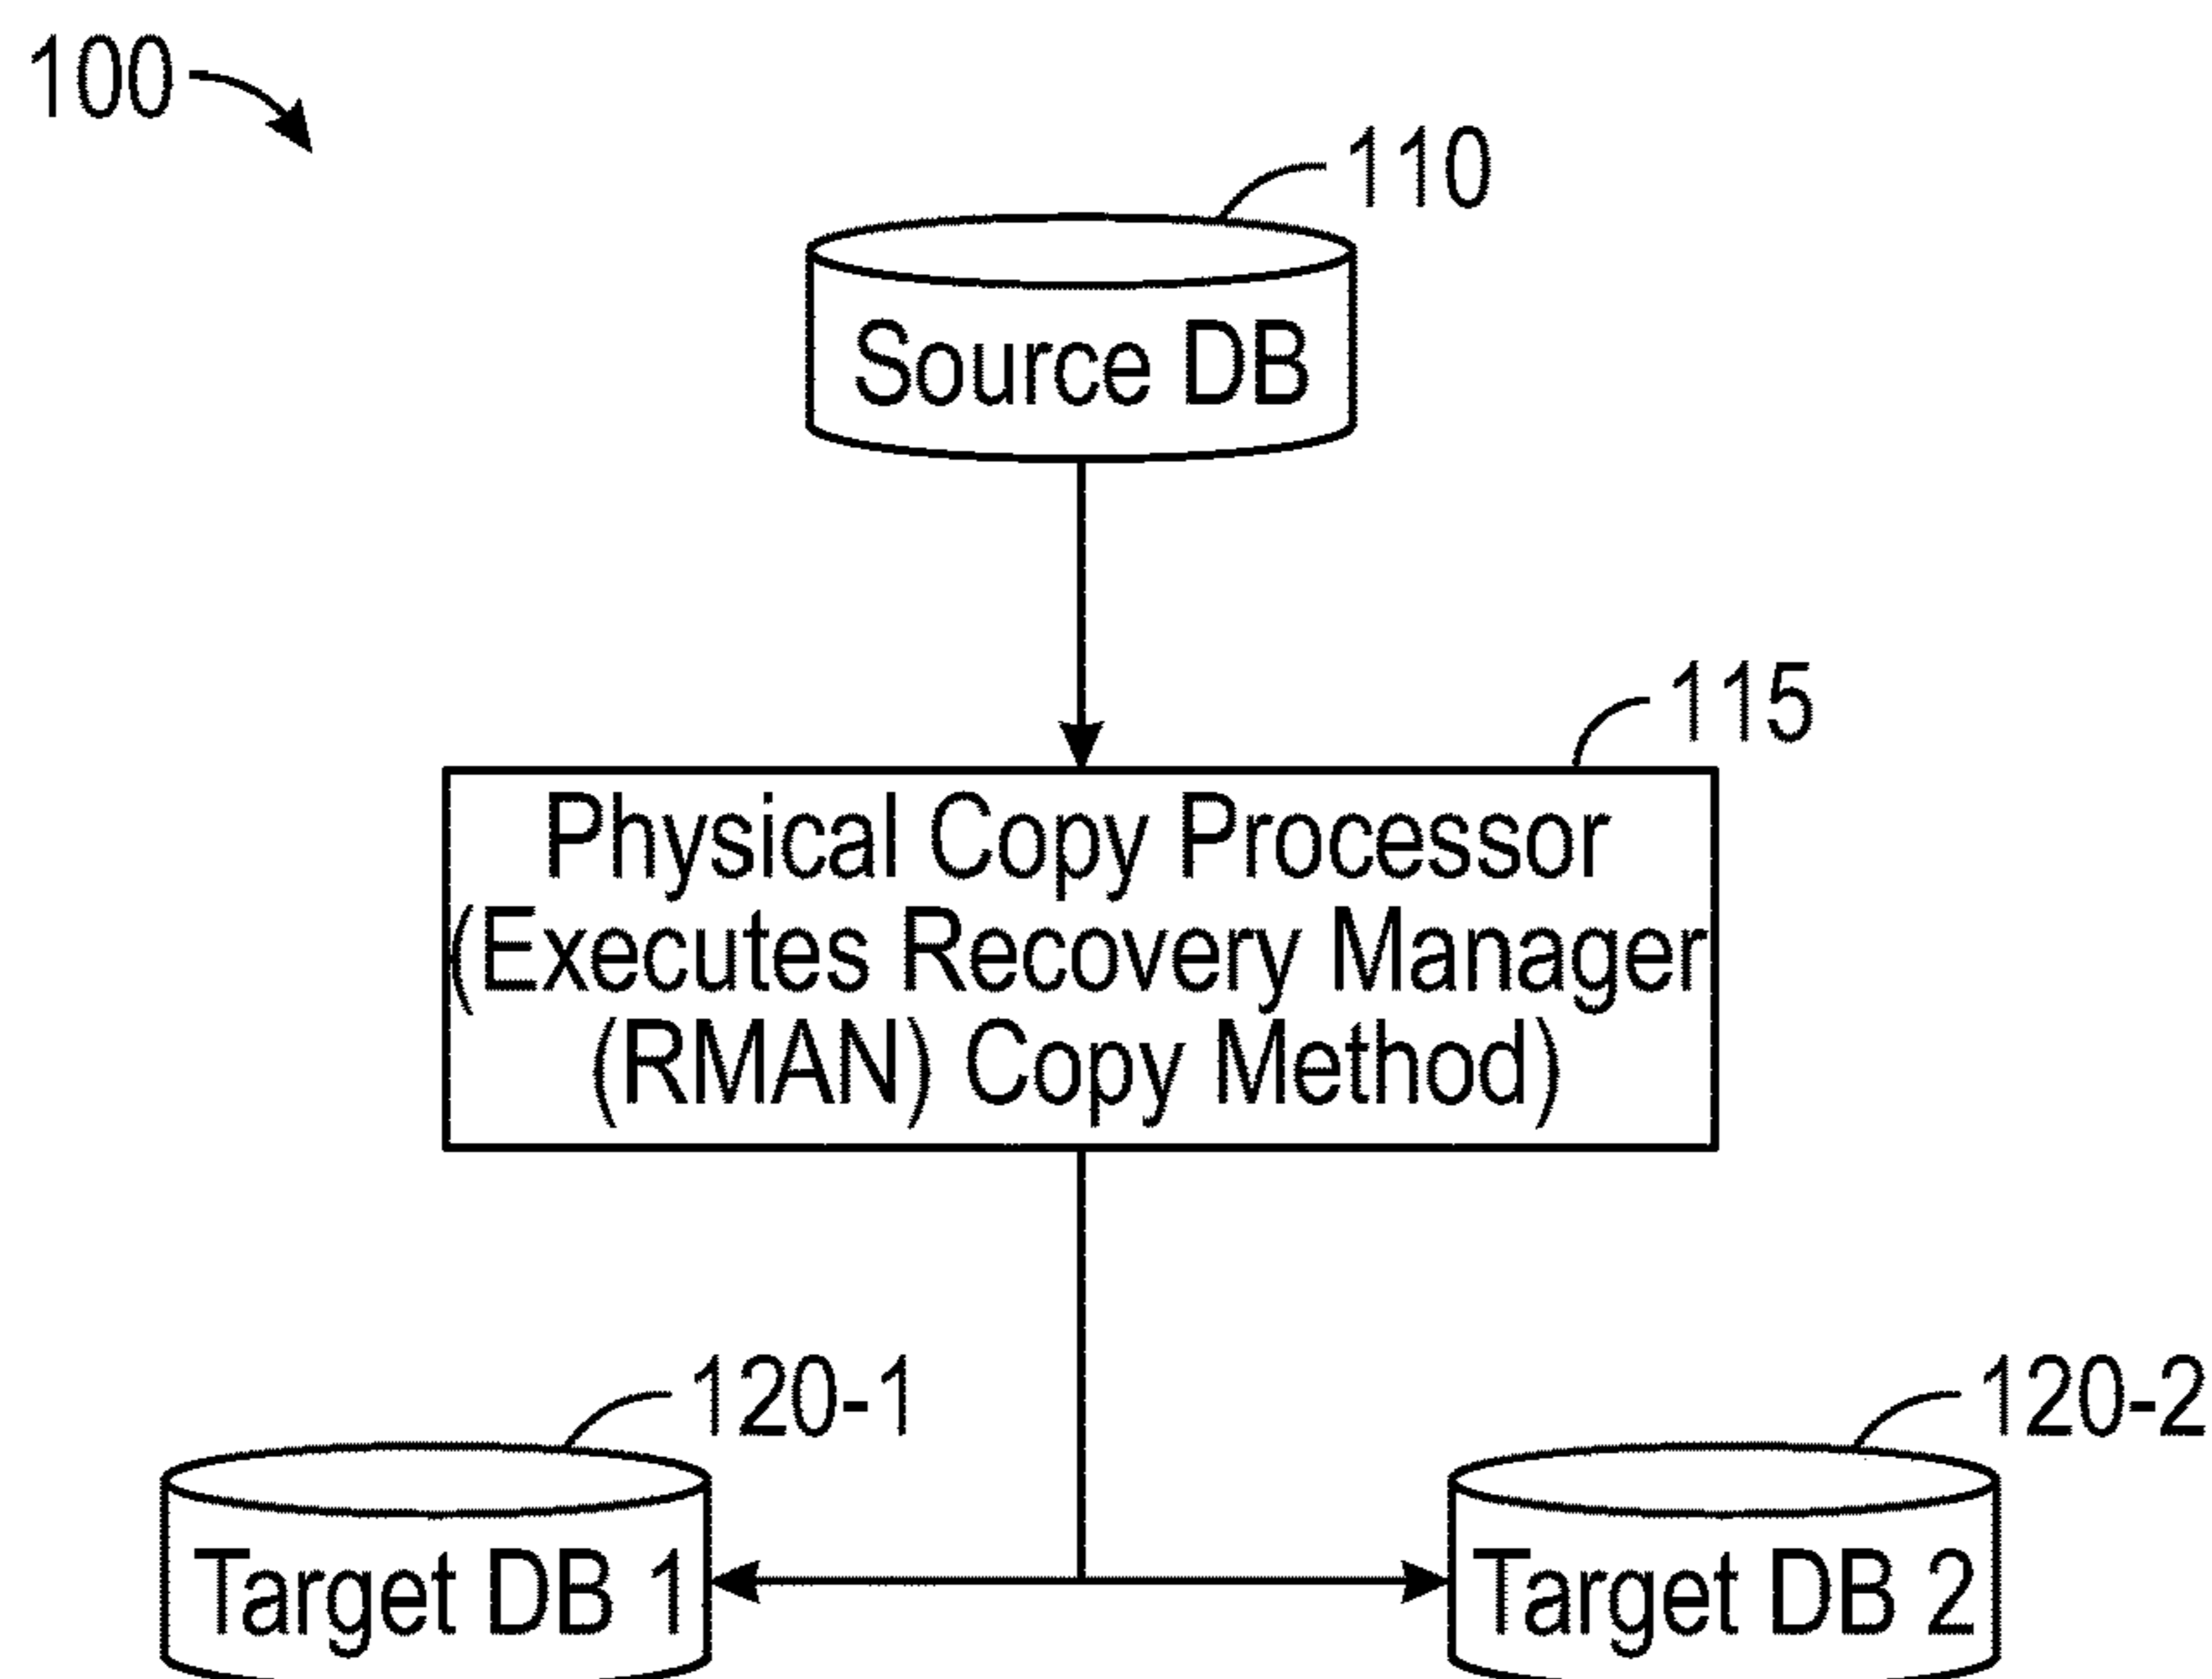 100
110
Source DB
115
Physical Copy Processor
(Executes Recovery Manager
(RMAN) Copy Method)
120-1
120-2
Target DB 1
Target DB 2